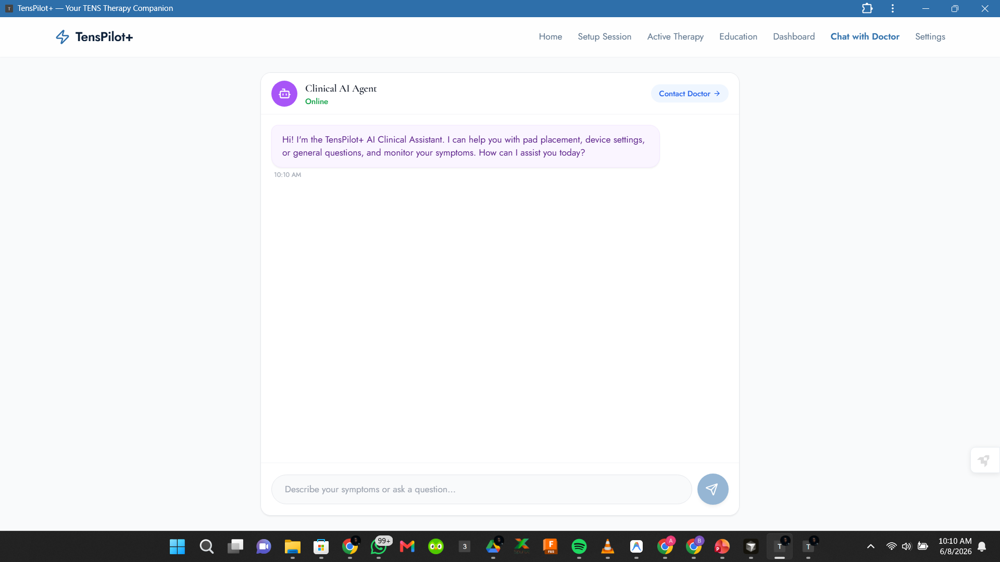 TensPilot+ — Your TENS Therapy Companion
TensPilot+
Home Setup Session Active Therapy Education Dashboard Chat with Doctor Settings
Clinical AI Agent
Online
Contact Doctor →
Hi! I'm the TensPilot+ AI Clinical Assistant. I can help you with pad placement, device settings,
or general questions, and monitor your symptoms. How can I assist you today?
10:10 AM
Describe your symptoms or ask a question...
99+
3
F
FUS
A
B
P
T
T
10:10 AM
6/8/2026